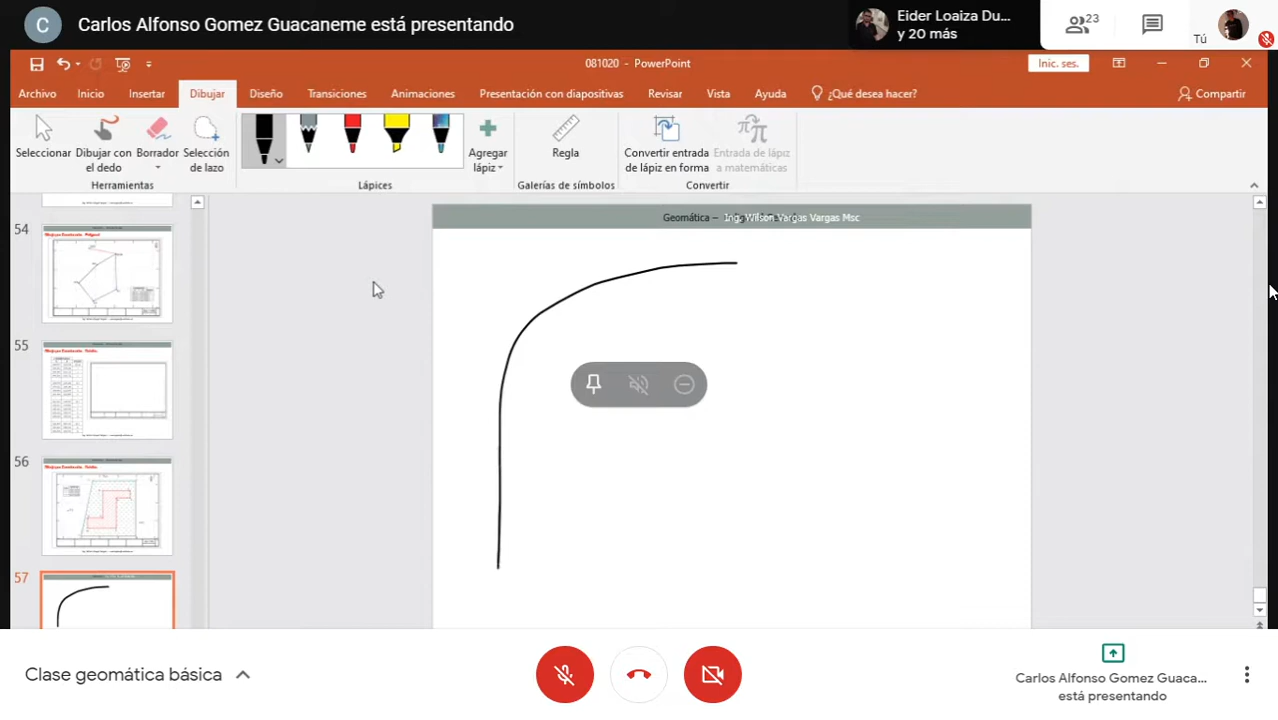 C
Carlos Alfonso Gomez Guacaneme está presentando
Eider Loaiza Du...
y 20 más
23
Tú
081020 - PowerPoint
Inic. ses.
Archivo Inicio Insertar Dibujar Diseño Transiciones Animaciones Presentación con diapositivas Revisar Vista Ayuda ¿Qué desea hacer? Compartir
Seleccionar
Dibujar con
el dedo
Borrador
Selección
de lazo
Herramientas
Lápices
Agregar
lápiz
Regla
Galerías de símbolos
Convertir entrada
de lápiz en forma
Entrada de lápiz
a matemáticas
Convertir
54
55
56
57
Geomática –
Ing. Wilson Vargas Vargas Msc
Clase geomática básica
Carlos Alfonso Gomez Guaca...
está presentando